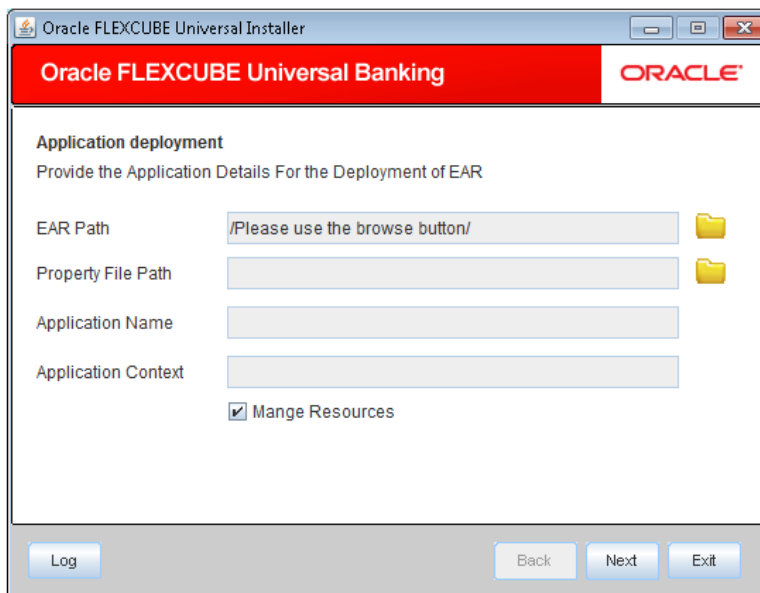 Oracle FLEXCUBE Universal Installer
Oracle FLEXCUBE Universal Banking
ORACLE®
Application deployment
Provide the Application Details For the Deployment of EAR
EAR Path
/Please use the browse button/
Property File Path
Application Name
Application Context
Mange Resources
Log
Back
Next
Exit